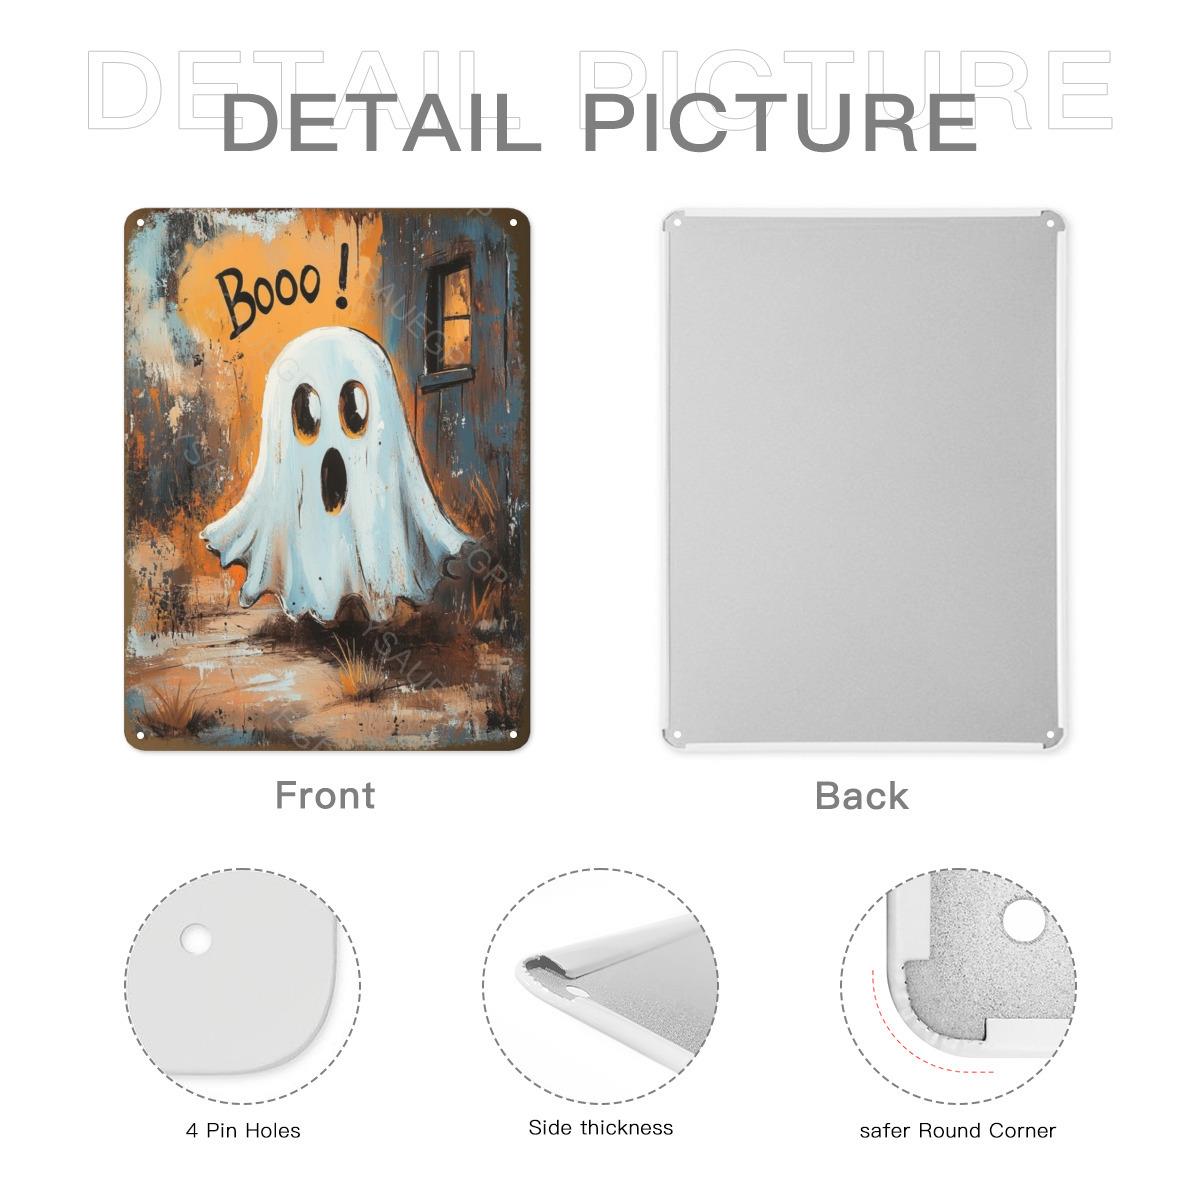 DETAIL PICTURE
DETAIL PICTURE
Booo !
Front
Back
4 Pin Holes
Side thickness
safer Round Corner